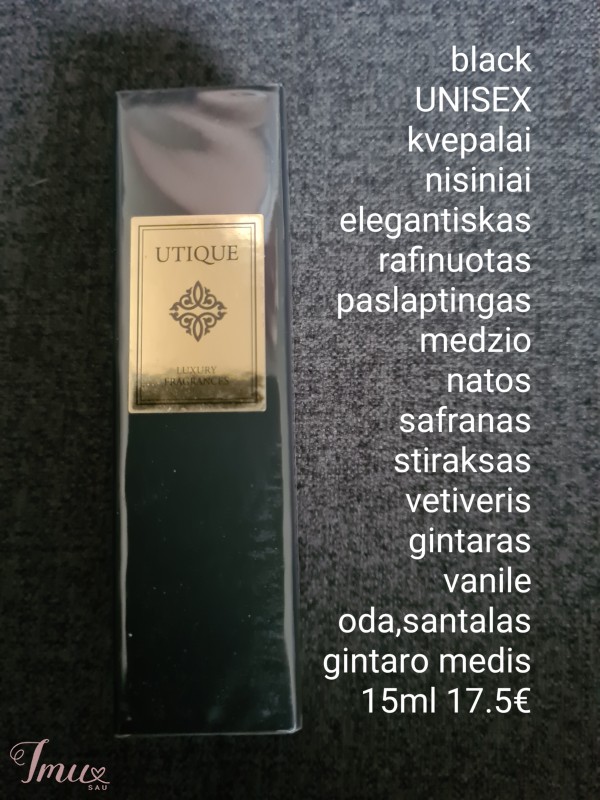 black
UNISEX
kvepalai
nisiniai
elegantiskas
rafinuotas
paslaptingas
medzio
natos
safranas
stiraksas
vetiveris
gintaras
vanile
oda,santalas
gintaro medis
15ml 17.5€
UTIQUE
LUXURY
FRAGRANCES
Imu
SAU